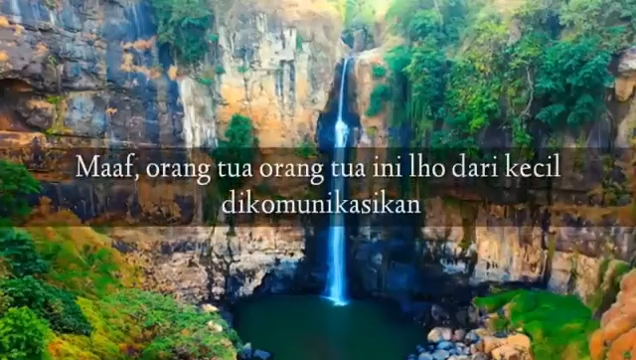 Maaf, orang tua orang tua ini lho dari kecil
dikomunikasikan